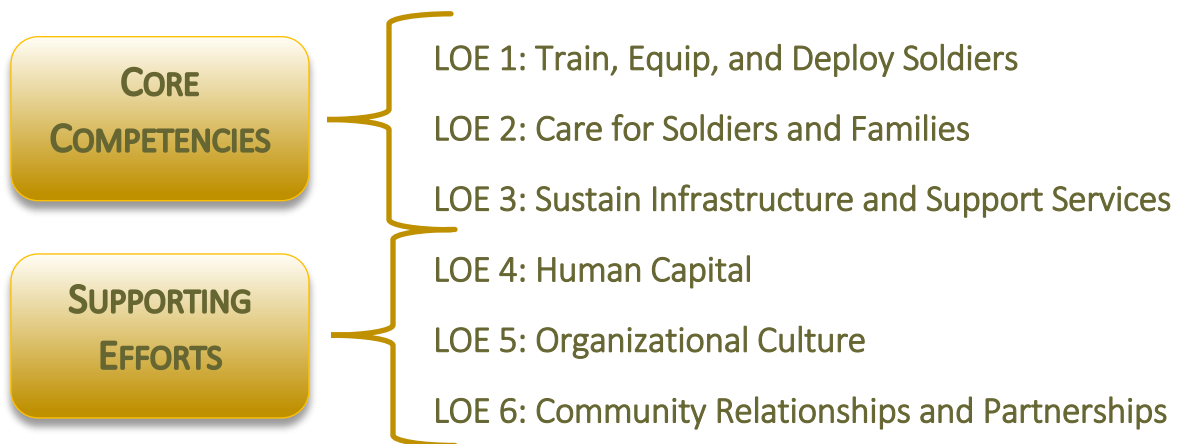 CORE
COMPETENCIES
LOE 1: Train, Equip, and Deploy Soldiers
LOE 2: Care for Soldiers and Families
LOE 3: Sustain Infrastructure and Support Services
SUPPORTING
EFFORTS
LOE 4: Human Capital
LOE 5: Organizational Culture
LOE 6: Community Relationships and Partnerships